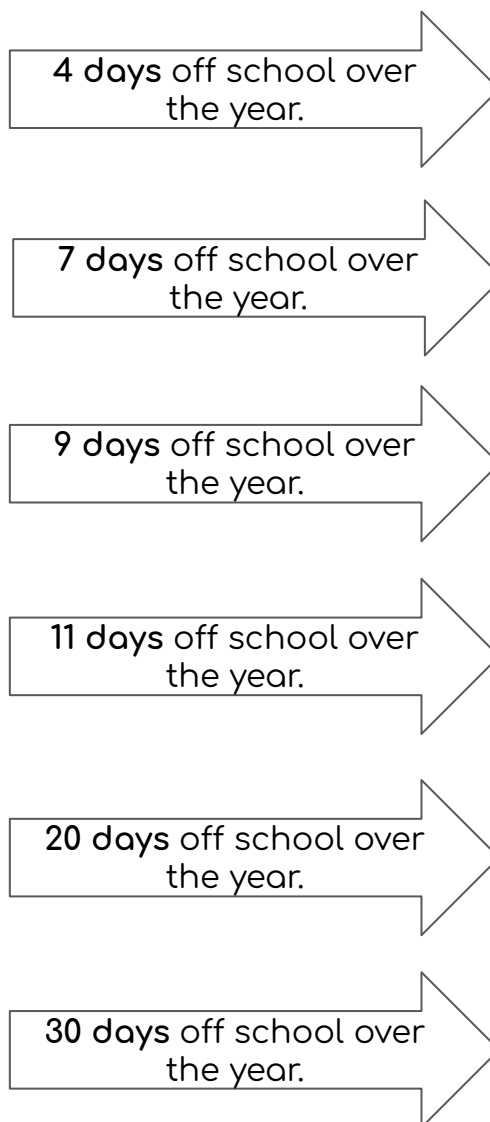 4 days off school over
the year.
7 days off school over
the year.
9 days off school over
the year.
11 days off school over
the year.
20 days off school over
the year.
30 days off school over
the year.